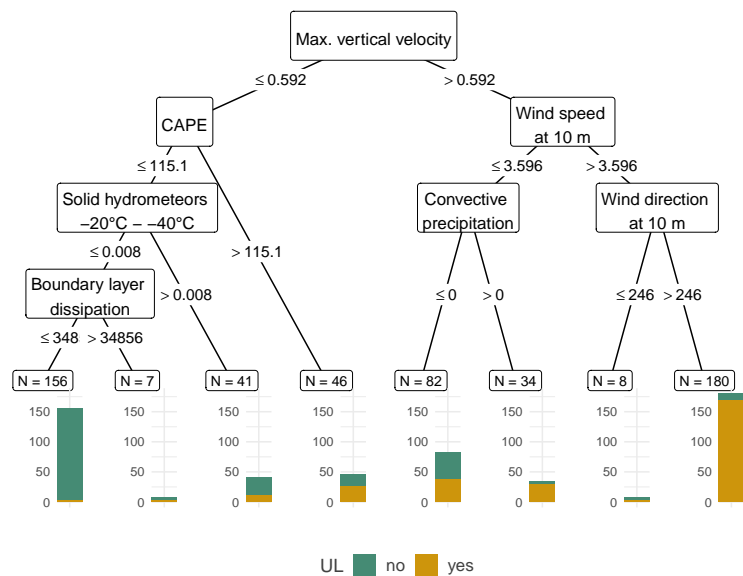 Max. vertical velocity
≤ 0.592
> 0.592
CAPE
Wind speed
at 10 m
≤ 115.1
> 115.1
≤ 3.596
> 3.596
Solid hydrometeors
−20°C − −40°C
Convective
precipitation
Wind direction
at 10 m
≤ 0.008
> 0.008
Boundary layer
dissipation
≤ 0
> 0
≤ 246
> 246
≤ 348
> 34856
N = 156
N = 7
N = 41
N = 46
N = 82
N = 34
N = 8
N = 180
150 150 150 150 150 150 150 150
100 100 100 100 100 100 100 100
50 50 50 50 50 50 50 50
0 0 0 0 0 0 0 0
UL no yes